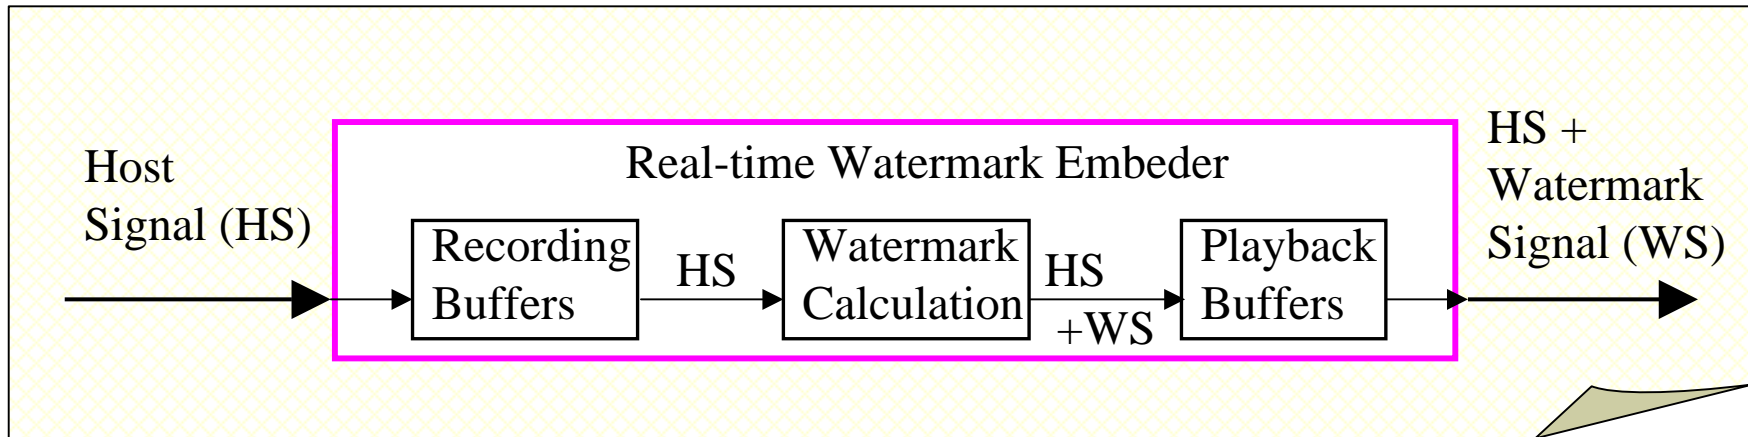 Real-time Watermark Embeder
Host
Signal (HS)
Recording
Buffers
HS
Watermark
Calculation
HS
+WS
Playback
Buffers
HS +
Watermark
Signal (WS)